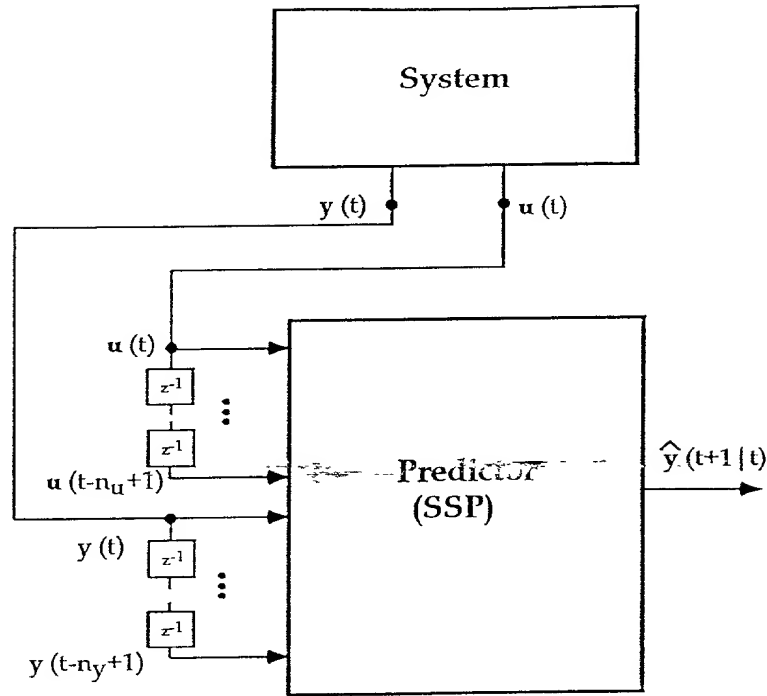 System
y (t)
u (t)
u (t)
z-1
...
z-1
u (t-nu+1)
Predictor
(SSP)
ŷ (t+1|t)
y (t)
z-1
...
z-1
y (t-ny+1)